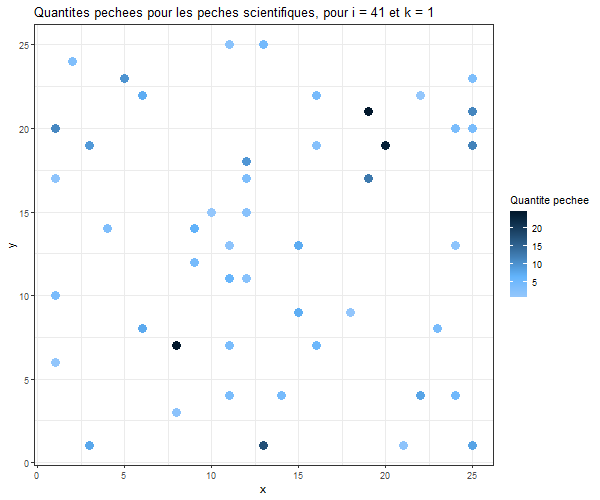 Quantites pechees pour les peches scientifiques, pour i = 41 et k = 1
25
20
15
10
5
0
y
0 5 10 15 20 25
x
Quantite pechee
20
15
10
5